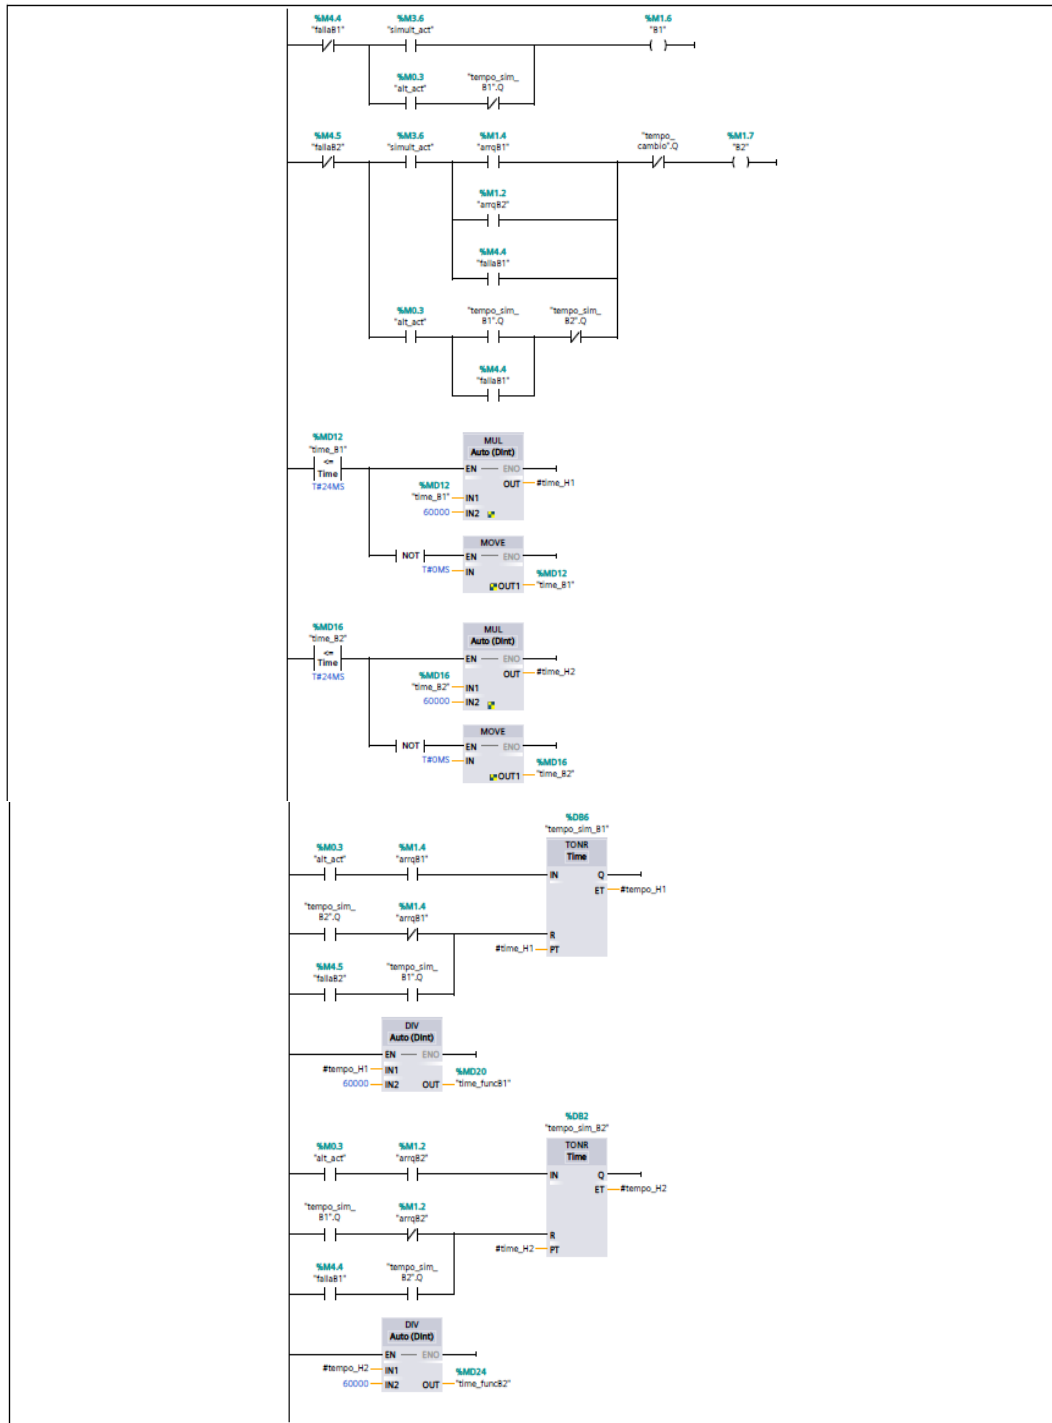 %M4.4 %M3.6 %M1.6
"fallaB1" "simult_act" "B1"
%M0.3 "tempo_sim_
"alt_act" B1".Q
%M4.5 %M3.6 %M1.4 "tempo_ %M1.7
"fallaB2" "simult_act" "arrqB1" cambio".Q "B2"
%M1.2
"arrqB2"
%M4.4
"fallaB1"
%M0.3 "tempo_sim_ "tempo_sim_
"alt_act" B1".Q B2".Q
%M4.4
"fallaB1"
%MD12
"time_B1"
<=
Time
T#24MS
MUL
Auto (DInt)
EN ENO
OUT #time_H1
%MD12
"time_B1" IN1
60000 IN2
NOT
MOVE
EN ENO
T#0MS IN
%MD12
OUT1 "time_B1"
%MD16
"time_B2"
<=
Time
T#24MS
MUL
Auto (DInt)
EN ENO
OUT #time_H2
%MD16
"time_B2" IN1
60000 IN2
NOT
MOVE
EN ENO
T#0MS IN
%MD16
OUT1 "time_B2"
%DB6
"tempo_sim_B1"
TONR
Time
%M0.3 %M1.4
"alt_act" "arrqB1"
IN Q
ET #tempo_H1
"tempo_sim_ %M1.4
B2".Q "arrqB1"
R
#time_H1 PT
%M4.5 "tempo_sim_
"fallaB2" B1".Q
DIV
Auto (DInt)
EN ENO
#tempo_H1 IN1 %MD20
60000 IN2 OUT "time_funcB1"
%DB2
"tempo_sim_B2"
TONR
Time
%M0.3 %M1.2
"alt_act" "arrqB2"
IN Q
ET #tempo_H2
"tempo_sim_ %M1.2
B1".Q "arrqB2"
R
#time_H2 PT
%M4.4 "tempo_sim_
"fallaB1" B2".Q
DIV
Auto (DInt)
EN ENO
#tempo_H2 IN1 %MD24
60000 IN2 OUT "time_funcB2"